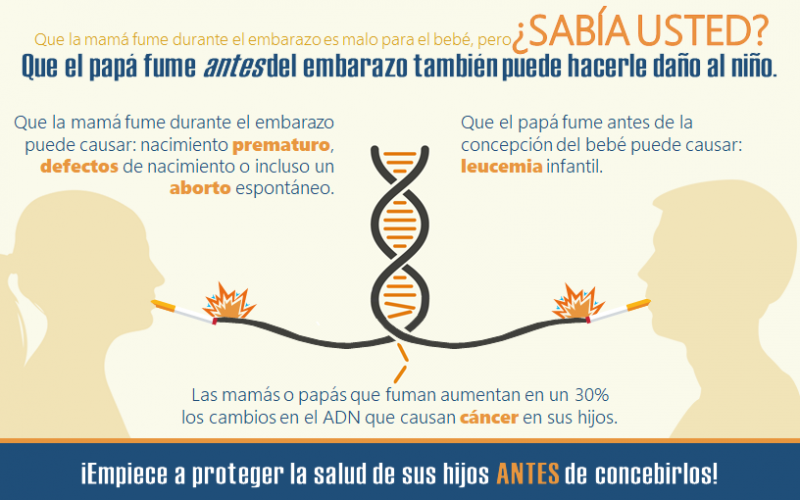 Que la mamá fume durante el embarazo es malo para el bebé, pero ¿SABÍA USTED?
Que el papá fume antes del embarazo también puede hacerle daño al niño.
Que la mamá fume durante el embarazo
puede causar: nacimiento prematuro,
defectos de nacimiento o incluso un
aborto espontáneo.
Que el papá fume antes de la
concepción del bebé puede causar:
leucemia infantil.
Las mamás o papás que fuman aumentan en un 30%
los cambios en el ADN que causan cáncer en sus hijos.
¡Empiece a proteger la salud de sus hijos ANTES de concebirlos!